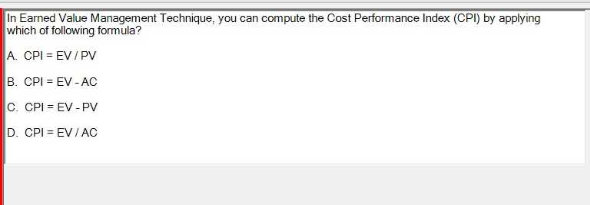 In Earned Value Management Technique, you can compute the Cost Performance Index (CPI) by applying
which of following formula?
A. CPI = EV / PV
B. CPI = EV - AC
C. CPI = EV - PV
D. CPI = EV / AC